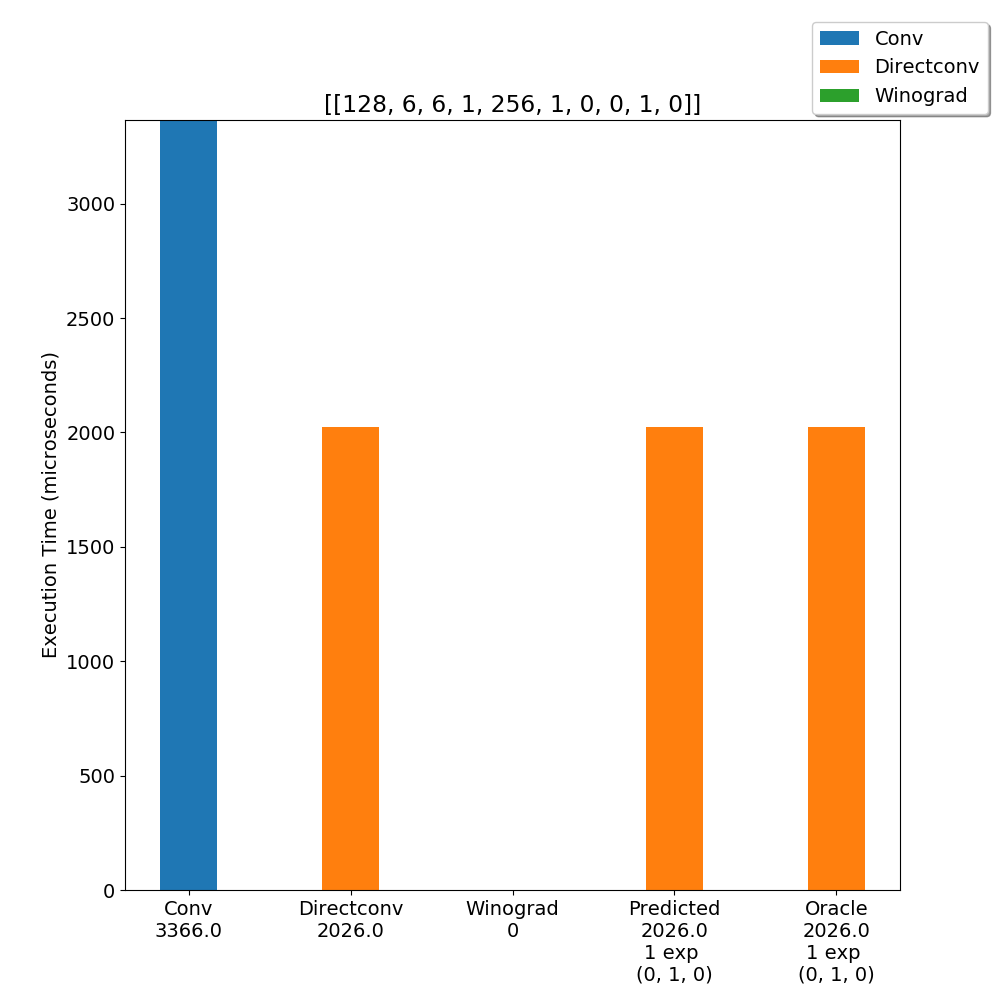 Conv
Directconv
Winograd
[[128, 6, 6, 1, 256, 1, 0, 0, 1, 0]]
Execution Time (microseconds)
3000
2500
2000
1500
1000
500
0
Conv
3366.0
Directconv
2026.0
Winograd
0
Predicted
2026.0
1 exp
(0, 1, 0)
Oracle
2026.0
1 exp
(0, 1, 0)